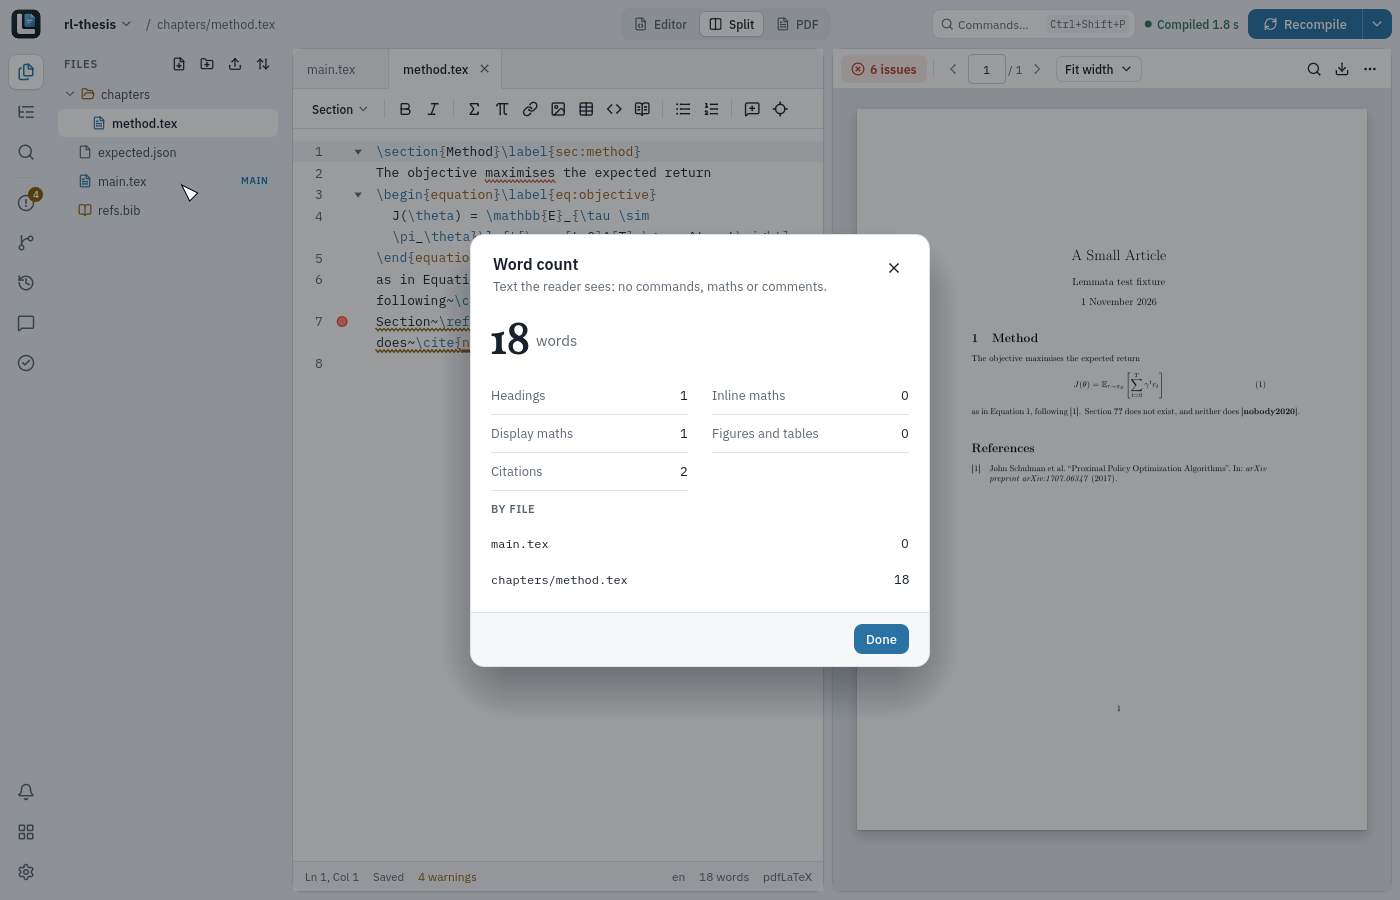 rl-thesis / chapters/method.tex
Editor Split PDF
Commands... Ctrl+Shift+P
Compiled 1.8 s
Recompile
FILES
chapters
method.tex
expected.json
main.tex MAIN
refs.bib
4
main.tex method.tex
Section
1 \section{Method}\label{sec:method}
2 The objective maximises the expected return
3 \begin{equation}\label{eq:objective}
4 J(\theta) = \mathbb{E}_{\tau \sim
\pi_\theta}
5 \end{equatio
6 as in Equati
following~\c
7 Section~\ref
does~\cite{n
8
Ln 1, Col 1 Saved 4 warnings en 18 words pdfLaTeX
6 issues 1 / 1 Fit width
A Small Article
Lemmata test fixture
1 November 2026
1 Method
The objective maximises the expected return
J(θ) = 𝔼τ∼πθ [∑t=0T γt rt] (1)
as in Equation 1, following [1]. Section ?? does not exist, and neither does [nobody2020].
References
[1] John Schulman et al. “Proximal Policy Optimization Algorithms”. In: arXiv
preprint arXiv:1707.06347 (2017).
1
Word count
Text the reader sees: no commands, maths or comments.
18 words
Headings 1 Inline maths 0
Display maths 1 Figures and tables 0
Citations 2
BY FILE
main.tex 0
chapters/method.tex 18
Done